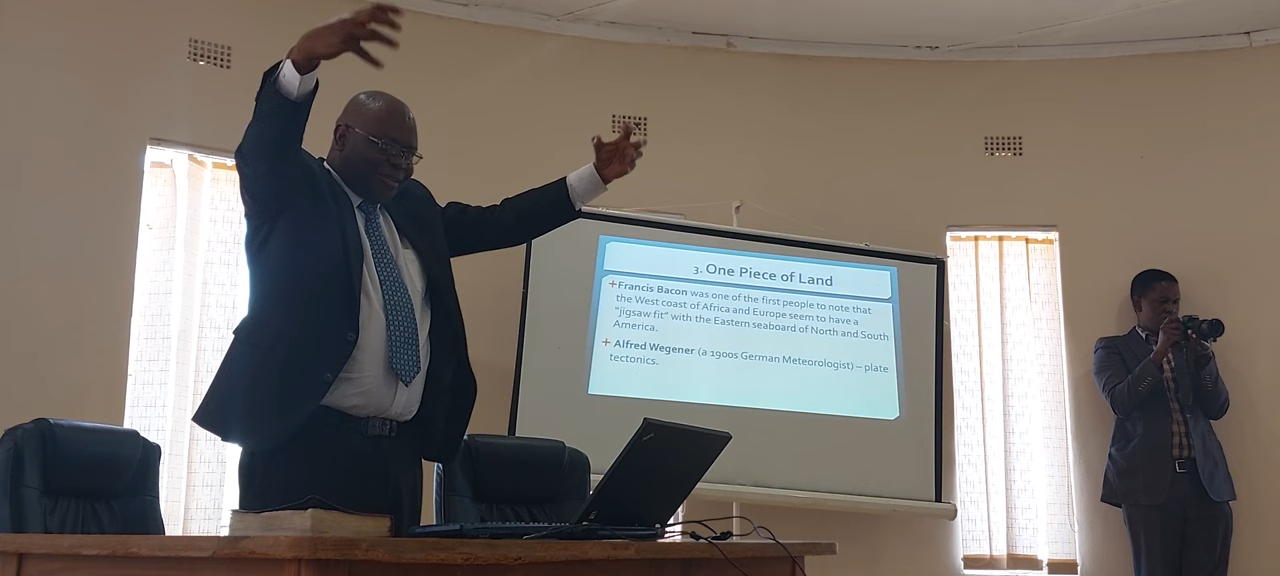 3. One Piece of Land
Francis Bacon was one of the first people to note that
the West coast of Africa and Europe seem to have a
"jigsaw fit" with the Eastern seaboard of North and South
America.
Alfred Wegener (a 1900s German Meteorologist) – plate
tectonics.